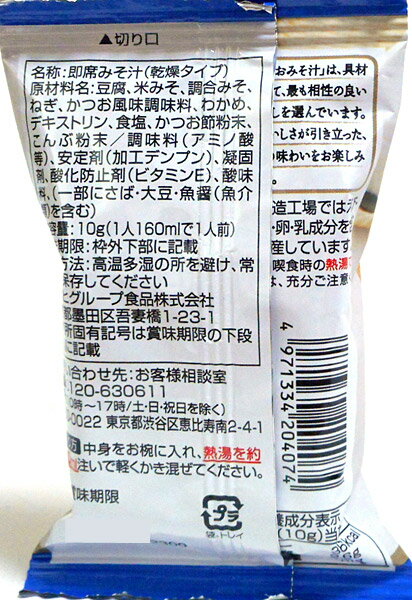 ▲切り口
名称:即席みそ汁(乾燥タイプ)
原材料名:豆腐、米みそ、調合みそ、
ねぎ、かつお風味調味料、わかめ、
デキストリン、食塩、かつお節粉末、
こんぶ粉末/調味料(アミノ酸
等)、安定剤(加工デンプン)、凝固
剤、酸化防止剤(ビタミンE)、酸味
料、(一部にさば・大豆・魚醤(魚介
類)を含む)
容量:10g(1人160mlで1人前)
期限:枠外下部に記載
方法:高温多湿の所を避け、常
保存してください
ヒグループ食品株式会社
都墨田区吾妻橋1-23-1
所固有記号は賞味期限の下段
に記載
い合わせ先:お客様相談室
-120-630611
時~17時/土・日・祝日を除く)
-0022 東京都渋谷区恵比寿南2-4-1
方 中身をお椀に入れ、熱湯を約
注いで軽くかき混ぜてください。
賞味期限
プラ
袋・トレイ
おみそ汁」は、具材
て、最も相性の良い
しを選んでいます。
いしさが引き立った、
の味わいをお楽しみ
造工場では
・卵・乳成分を
産しています
喫食時の熱湯
は、充分ご注意
4 971334 204074
養成分表示
(10g)当